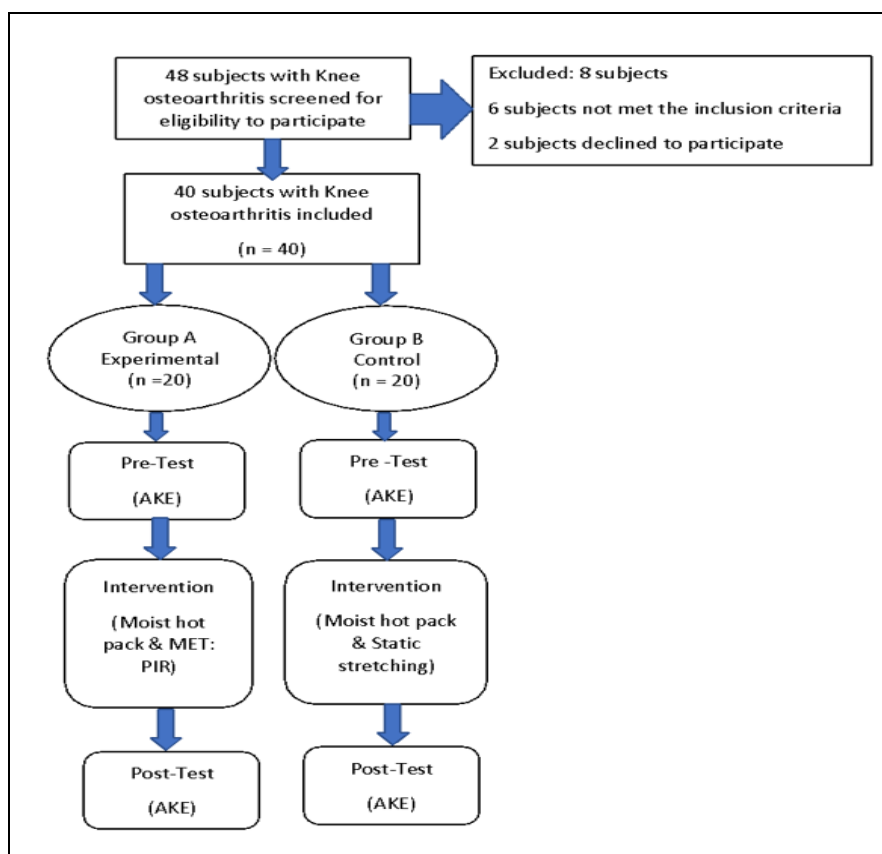 48 subjects with Knee
osteoarthritis screened for
eligibility to participate
Excluded: 8 subjects
6 subjects not met the inclusion criteria
2 subjects declined to participate
40 subjects with Knee
osteoarthritis included
(n = 40)
Group A
Experimental
(n =20)
Group B
Control
(n = 20)
Pre-Test
(AKE)
Pre -Test
(AKE)
Intervention
(Moist hot
pack & MET:
PIR)
Intervention
(Moist hot pack
& Static
stretching)
Post-Test
(AKE)
Post-Test
(AKE)